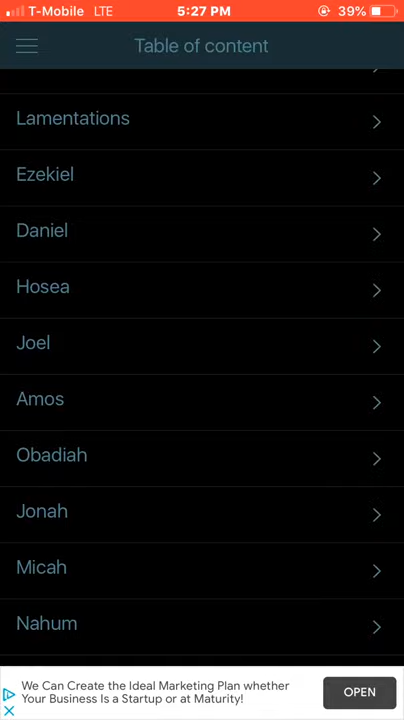 T-Mobile LTE 5:27 PM 39%
Table of content
Lamentations
Ezekiel
Daniel
Hosea
Joel
Amos
Obadiah
Jonah
Micah
Nahum
We Can Create the Ideal Marketing Plan whether
Your Business Is a Startup or at Maturity!
OPEN